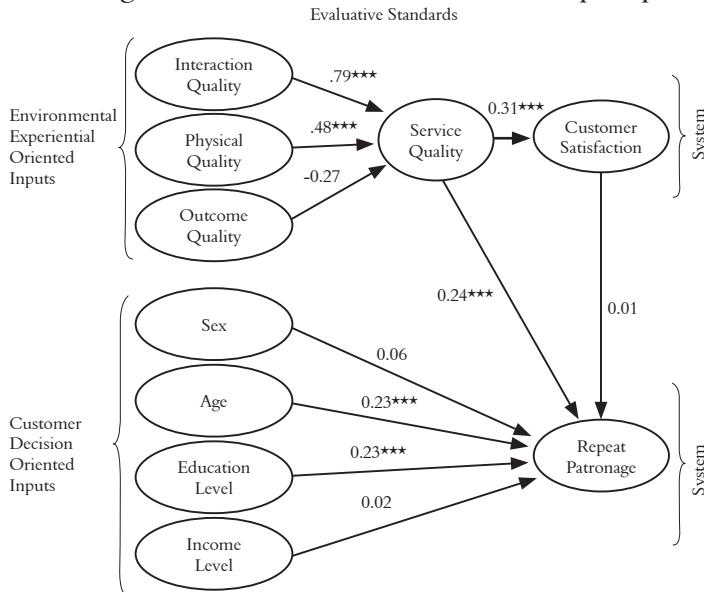 Evaluative Standards
Interaction
Quality
.79★★★
Environmental
Experiential
Oriented
Inputs
Physical
Quality
.48★★★
Service
Quality
0.31★★★
Customer
Satisfaction
System
-0.27
Outcome
Quality
0.24★★★
0.01
Sex
0.06
Age
0.23★★★
Customer
Decision
Oriented
Inputs
Education
Level
0.23★★★
Repeat
Patronage
System
0.02
Income
Level